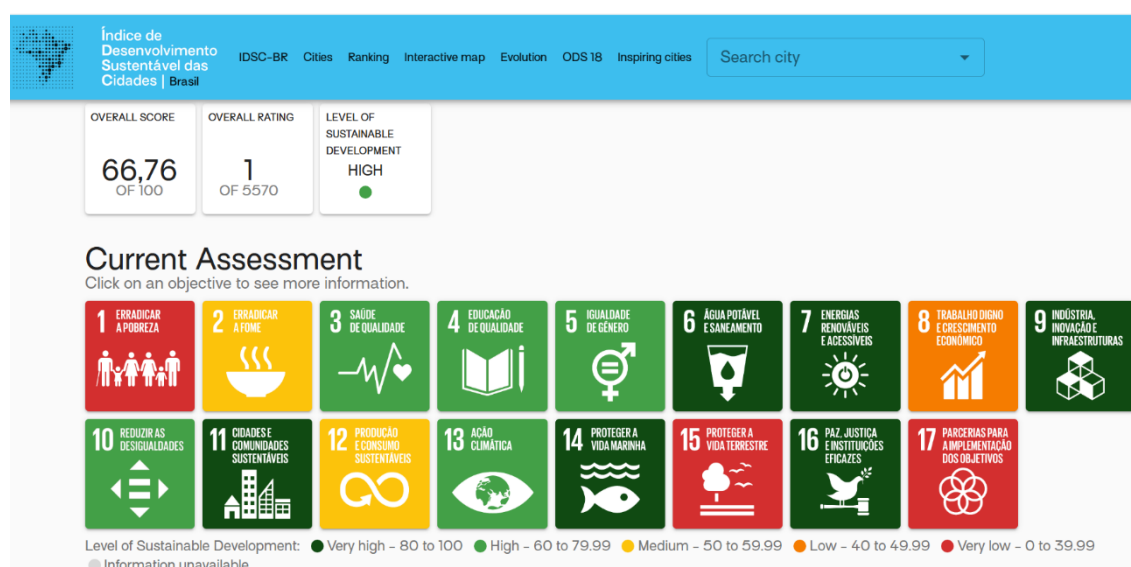 Índice de
Desenvolvimento
Sustentável das
Cidades | Brasil
IDSC-BR Cities Ranking Interactive map Evolution ODS 18 Inspiring cities Search city
OVERALL SCORE
66,76
OF 100
OVERALL RATING
1
OF 5570
LEVEL OF
SUSTAINABLE
DEVELOPMENT
HIGH
Current Assessment
Click on an objective to see more information.
1 ERRADICAR
A POBREZA
2 ERRADICAR
A FOME
3 SAÚDE
DE QUALIDADE
4 EDUCAÇÃO
DE QUALIDADE
5 IGUALDADE
DE GÉNERO
6 ÁGUA POTÁVEL
E SANEAMENTO
7 ENERGIAS
RENOVÁVEIS
E ACESSÍVEIS
8 TRABALHO DIGNO
E CRESCIMENTO
ECONÓMICO
9 INDÚSTRIA,
INOVAÇÃO E
INFRAESTRUTURAS
10 REDUZIR AS
DESIGUALDADES
11 CIDADES E
COMUNIDADES
SUSTENTÁVEIS
12 PRODUÇÃO
E CONSUMO
SUSTENTÁVEIS
13 AÇÃO
CLIMÁTICA
14 PROTEGER A
VIDA MARINHA
15 PROTEGER A
VIDA TERRESTRE
16 PAZ, JUSTIÇA
E INSTITUIÇÕES
EFICAZES
17 PARCERIAS PARA
A IMPLEMENTAÇÃO
DOS OBJETIVOS
Level of Sustainable Development: Very high - 80 to 100 High - 60 to 79.99 Medium - 50 to 59.99 Low - 40 to 49.99 Very low - 0 to 39.99
Information unavailable